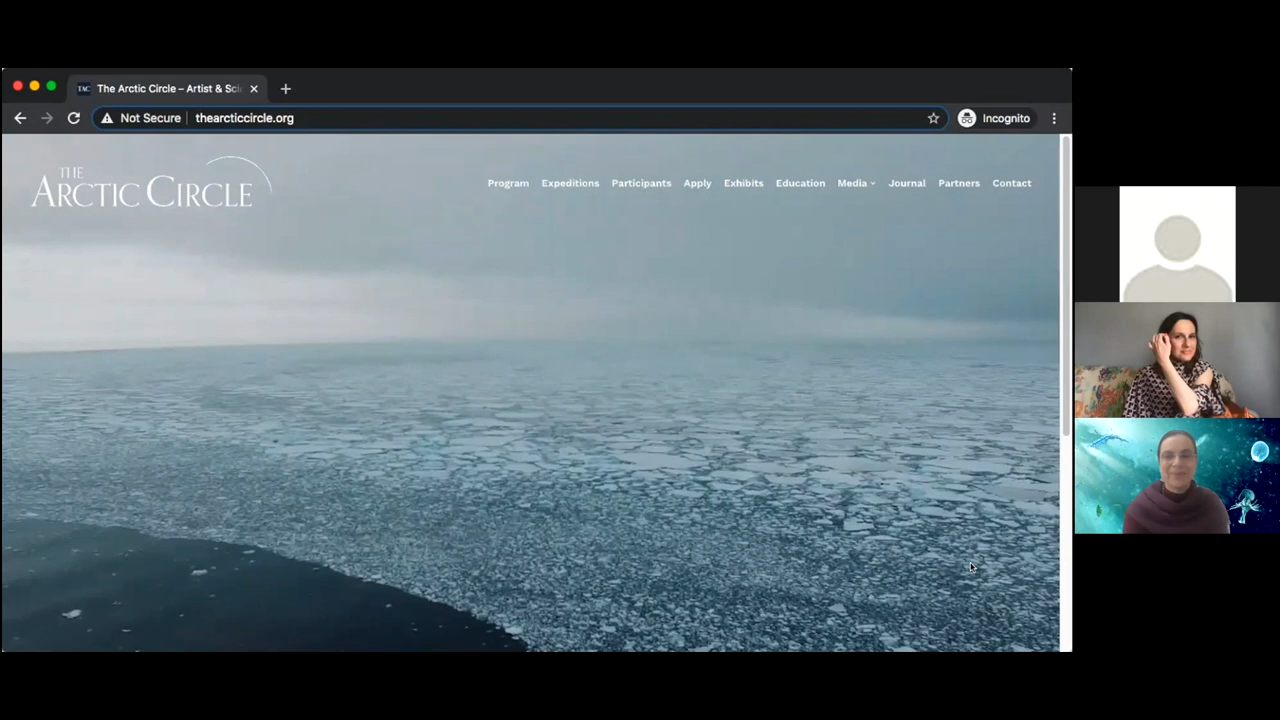 The Arctic Circle – Artist & Sci
Not Secure
thearcticcircle.org
Incognito
THE
ARCTIC CIRCLE
Program
Expeditions
Participants
Apply
Exhibits
Education
Media
Journal
Partners
Contact